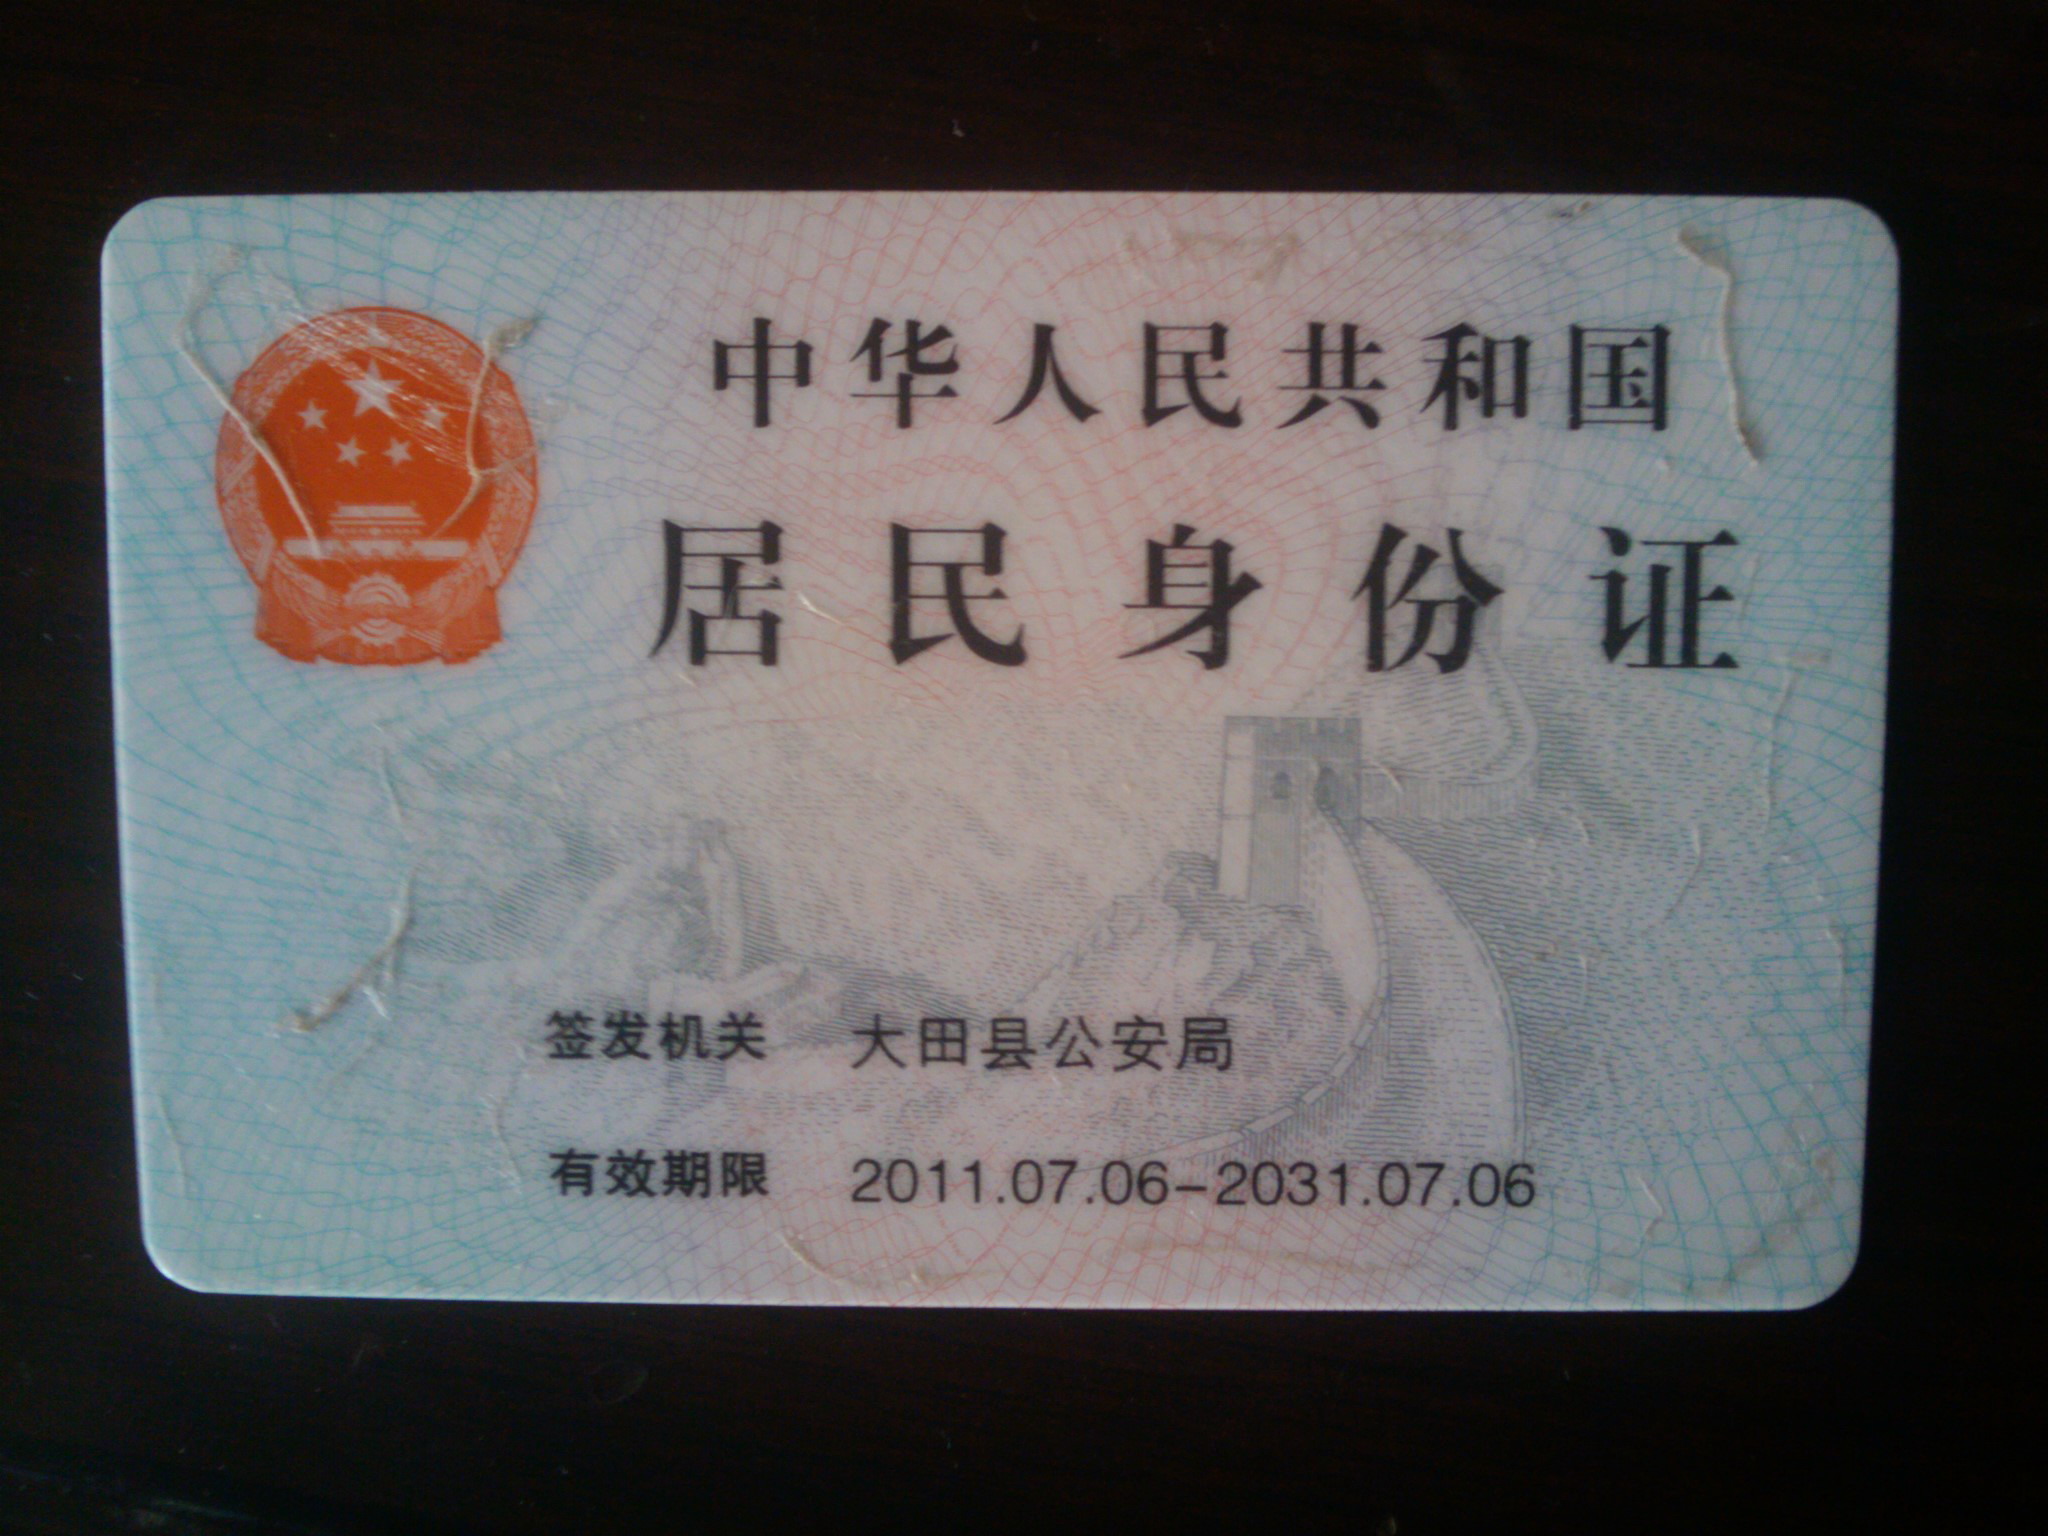 中华人民共和国
居民身份证
签发机关 大田县公安局
有效期限 2011.07.06-2031.07.06